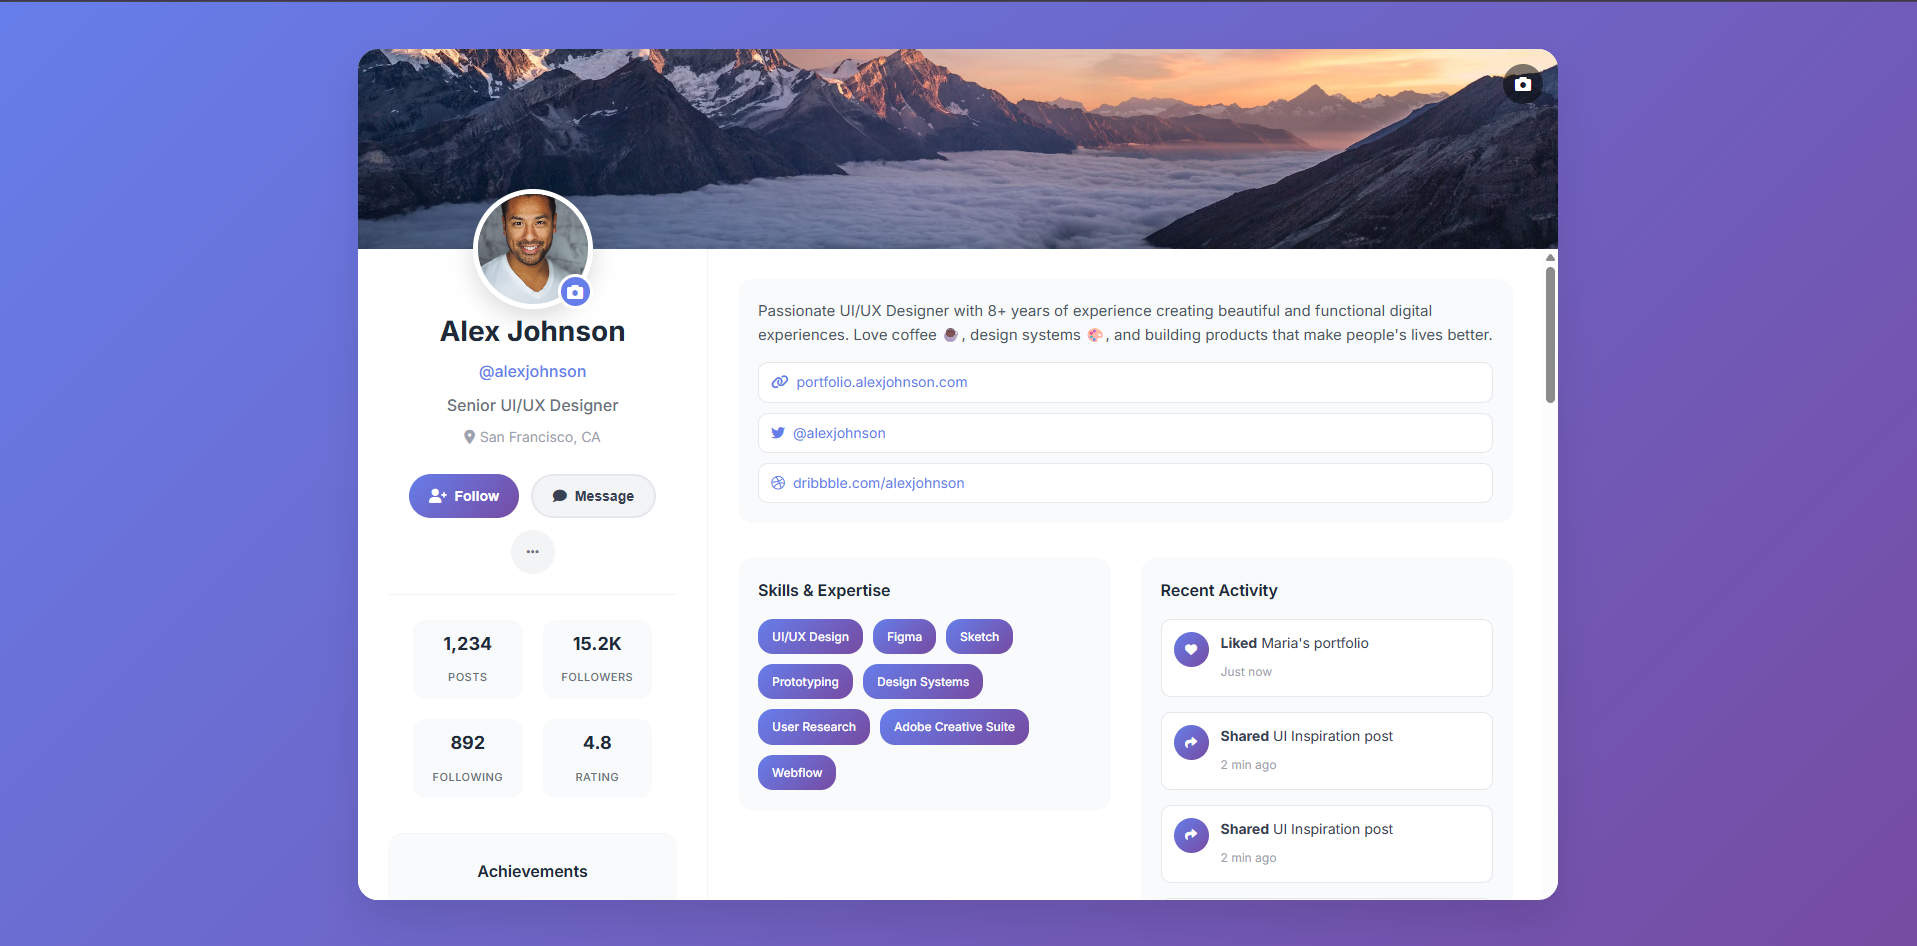 Alex Johnson
@alexjohnson
Senior UI/UX Designer
San Francisco, CA
Follow
Message
1,234
POSTS
15.2K
FOLLOWERS
892
FOLLOWING
4.8
RATING
Achievements
Passionate UI/UX Designer with 8+ years of experience creating beautiful and functional digital
experiences. Love coffee ☕, design systems 🎨, and building products that make people's lives better.
portfolio.alexjohnson.com
@alexjohnson
dribbble.com/alexjohnson
Skills & Expertise
UI/UX Design
Figma
Sketch
Prototyping
Design Systems
User Research
Adobe Creative Suite
Webflow
Recent Activity
Liked Maria's portfolio
Just now
Shared UI Inspiration post
2 min ago
Shared UI Inspiration post
2 min ago